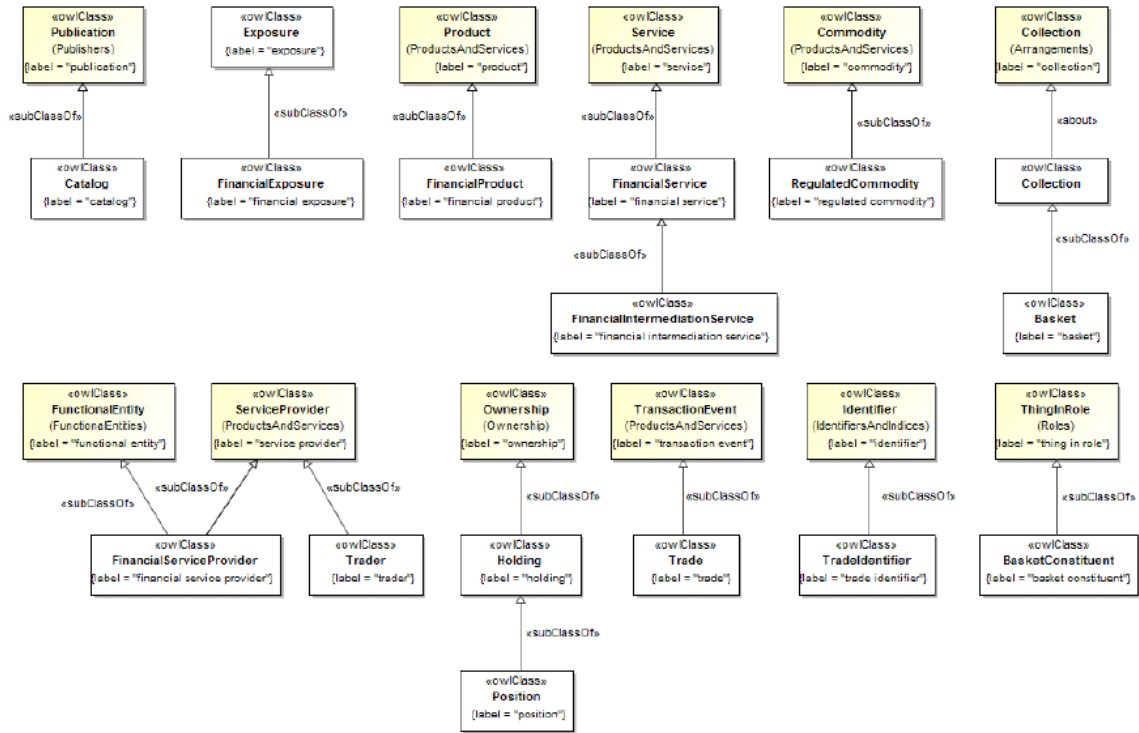 «owlClass»
Publication
(Publishers)
{label = "publication"}
«owlClass»
Exposure
{label = "exposure"}
«owlClass»
Product
(ProductsAndServices)
{label = "product"}
«owlClass»
Service
(ProductsAndServices)
{label = "service"}
«owlClass»
Commodity
(ProductsAndServices)
{label = "commodity"}
«owlClass»
Collection
(Arrangements)
{label = "collection"}
«subClassOf»
«subClassOf»
«subClassOf»
«subClassOf»
«subClassOf»
«about»
«owlClass»
Catalog
{label = "catalog"}
«owlClass»
FinancialExposure
{label = "financial exposure"}
«owlClass»
FinancialProduct
{label = "financial product"}
«owlClass»
FinancialService
{label = "financial service"}
«owlClass»
RegulatedCommodity
{label = "regulated commodity"}
«owlClass»
Collection
«subClassOf»
«subClassOf»
«owlClass»
FinancialIntermediationService
{label = "financial intermediation service"}
«owlClass»
Basket
{label = "basket"}
«owlClass»
FunctionalEntity
(FunctionalEntities)
{label = "functional entity"}
«owlClass»
ServiceProvider
(ProductsAndServices)
{label = "service provider"}
«owlClass»
Ownership
(Ownership)
{label = "ownership"}
«owlClass»
TransactionEvent
(ProductsAndServices)
{label = "transaction event"}
«owlClass»
Identifier
(IdentifiersAndIndices)
{label = "identifier"}
«owlClass»
ThingInRole
(Roles)
{label = "thing in role"}
«subClassOf»
«subClassOf»
«subClassOf»
«subClassOf»
«subClassOf»
«subClassOf»
«subClassOf»
«owlClass»
FinancialServiceProvider
{label = "financial service provider"}
«owlClass»
Trader
{label = "trader"}
«owlClass»
Holding
{label = "holding"}
«owlClass»
Trade
{label = "trade"}
«owlClass»
TradeIdentifier
{label = "trade identifier"}
«owlClass»
BasketConstituent
{label = "basket constituent"}
«subClassOf»
«owlClass»
Position
{label = "position"}